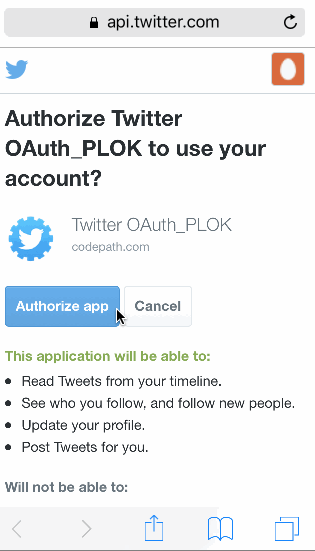 api.twitter.com
Authorize Twitter
OAuth_PLOK to use your
account?
Twitter OAuth_PLOK
codepath.com
Authorize app
Cancel
This application will be able to:
Read Tweets from your timeline.
See who you follow, and follow new people.
Update your profile.
Post Tweets for you.
Will not be able to: